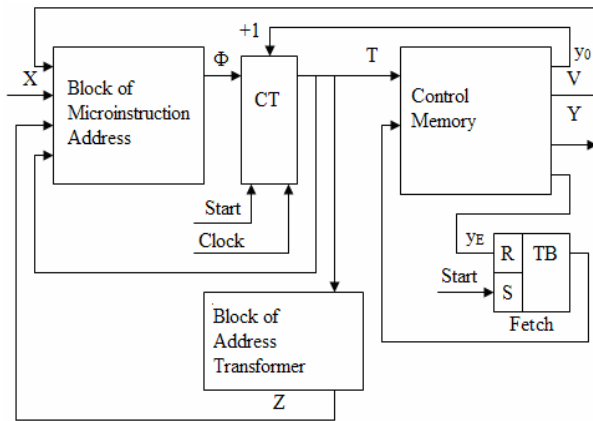 +1
y0
X
Φ
T
V
Block of
Microinstruction
Address
CT
Control
Memory
Y
Start
Clock
yE
R
TB
Start
S
Fetch
Block of
Address
Transformer
Z